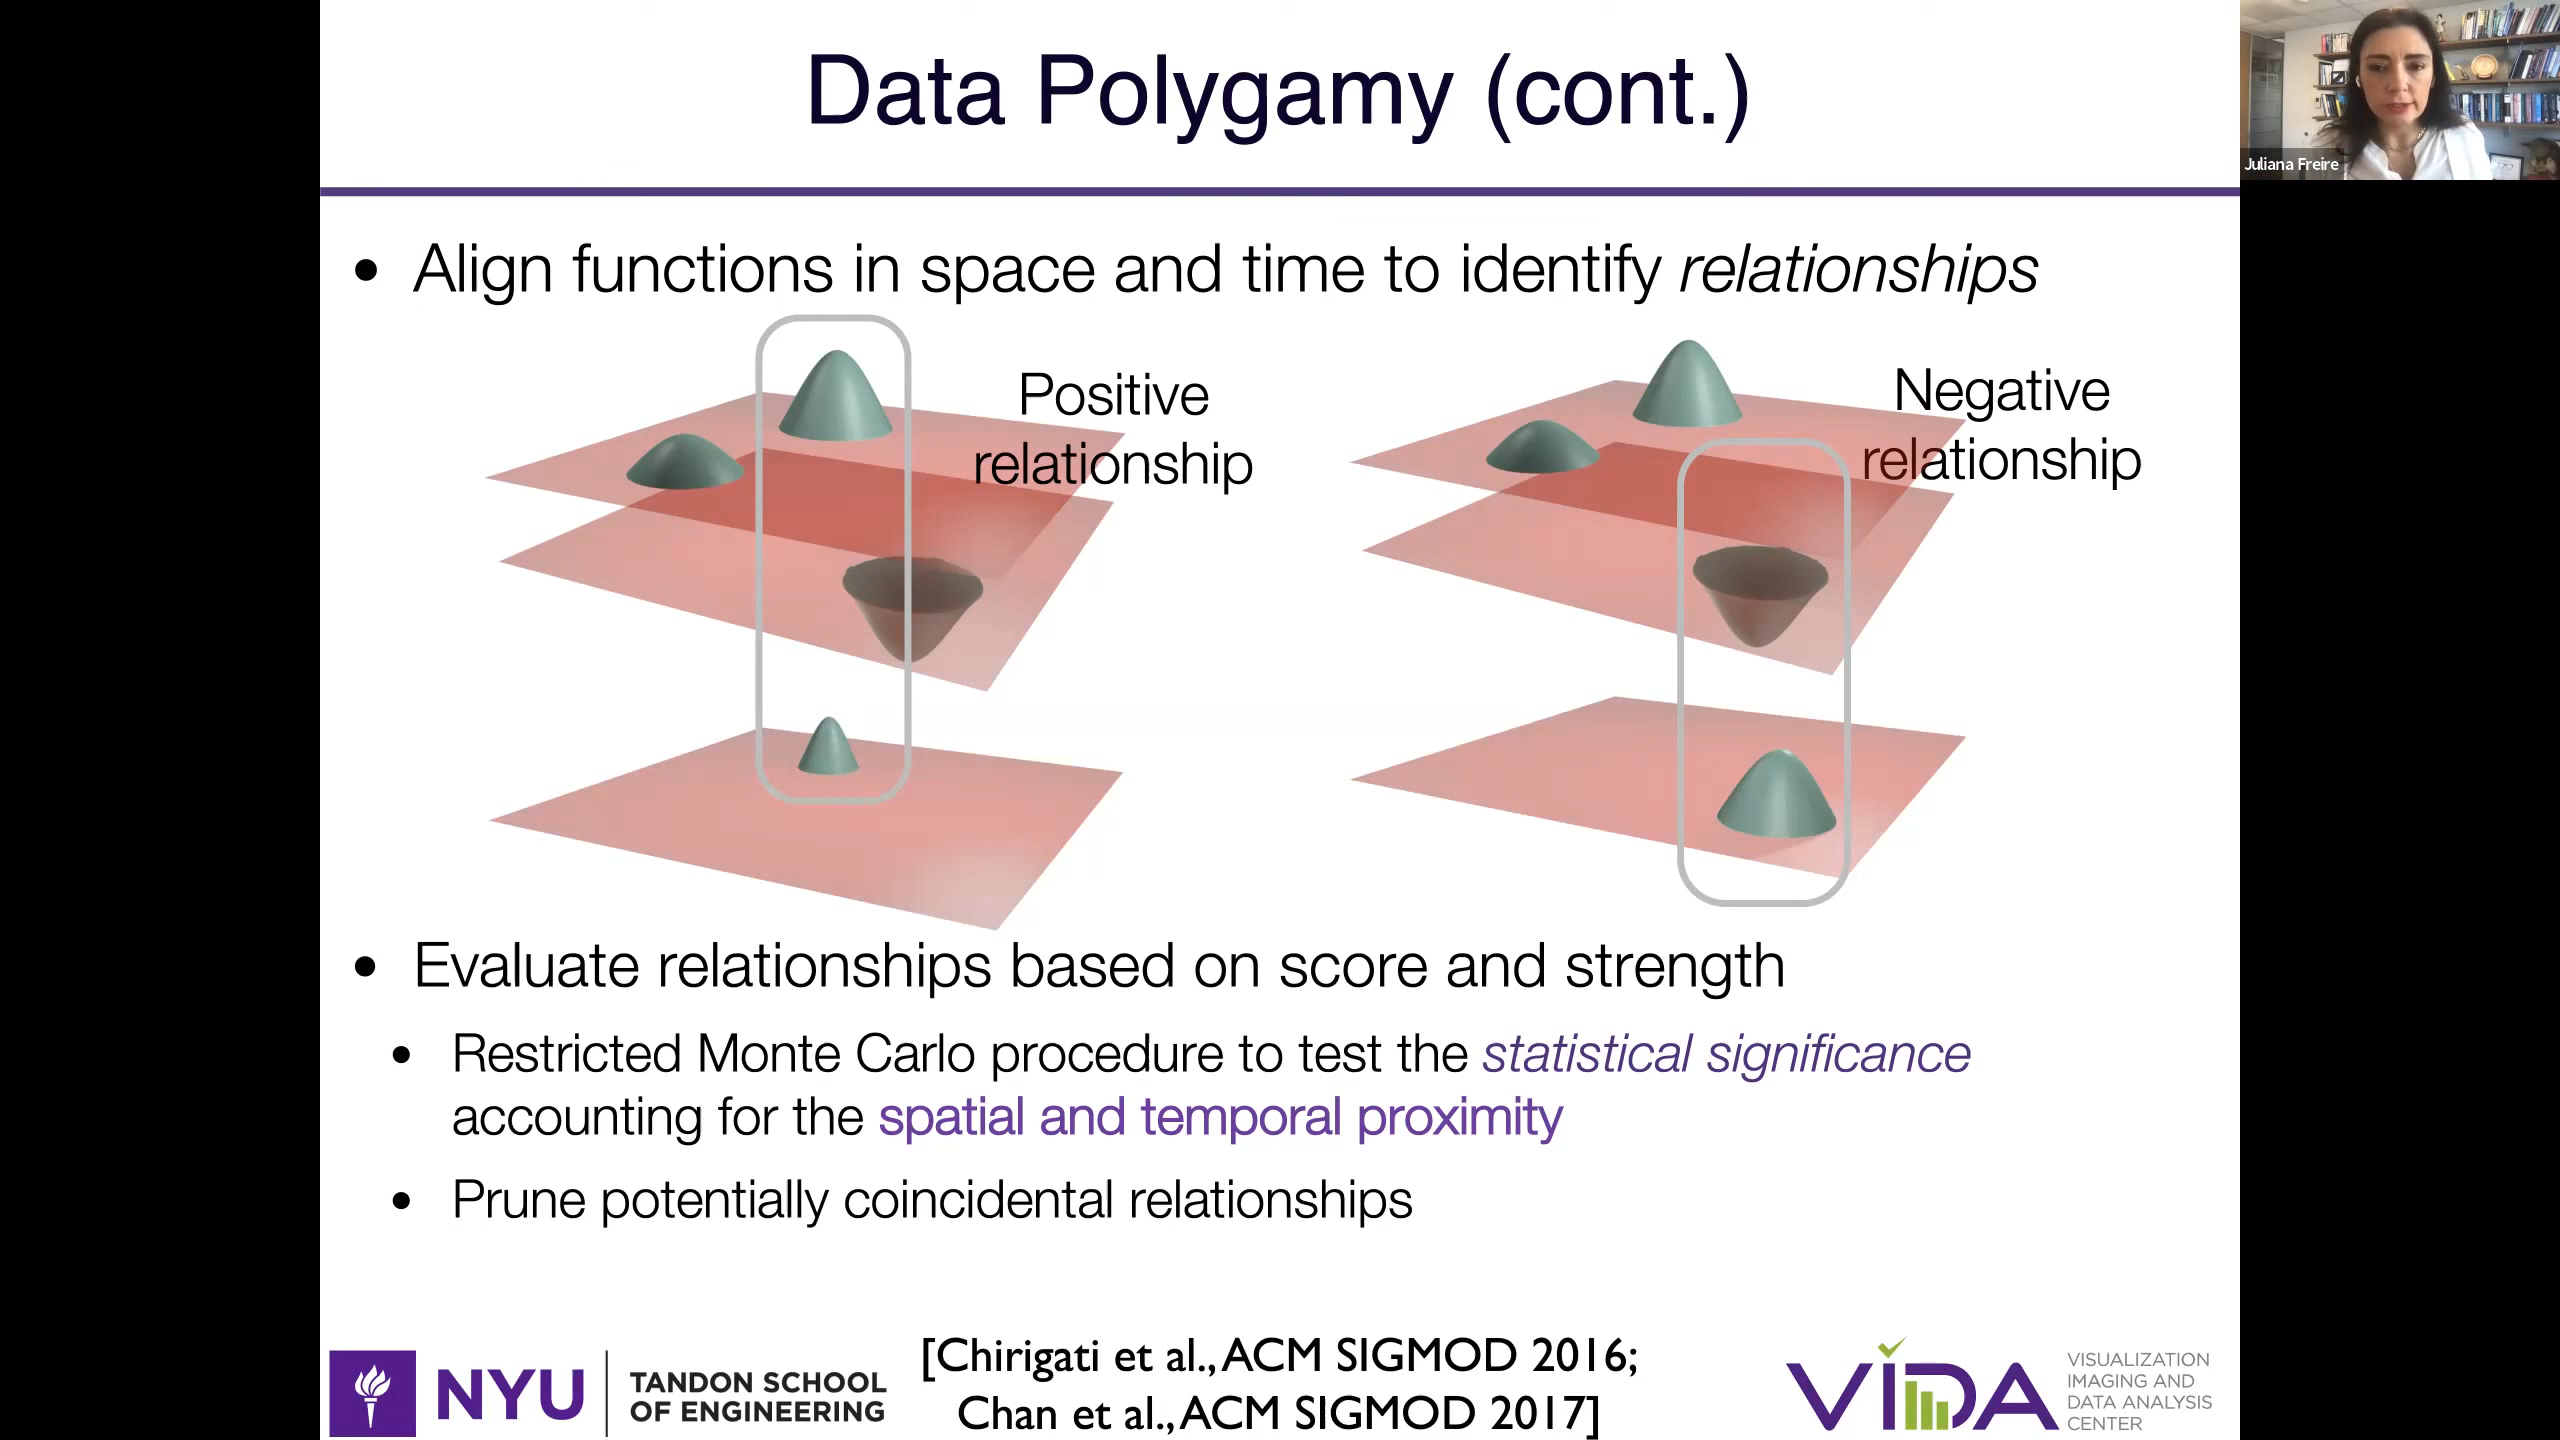 Data Polygamy (cont.)
Juliana Freire
• Align functions in space and time to identify relationships
Positive
relationship
Negative
relationship
• Evaluate relationships based on score and strength
• Restricted Monte Carlo procedure to test the statistical significance
accounting for the spatial and temporal proximity
• Prune potentially coincidental relationships
NYU
TANDON SCHOOL
OF ENGINEERING
[Chirigati et al., ACM SIGMOD 2016;
Chan et al., ACM SIGMOD 2017]
VIDA
VISUALIZATION
IMAGING AND
DATA ANALYSIS
CENTER